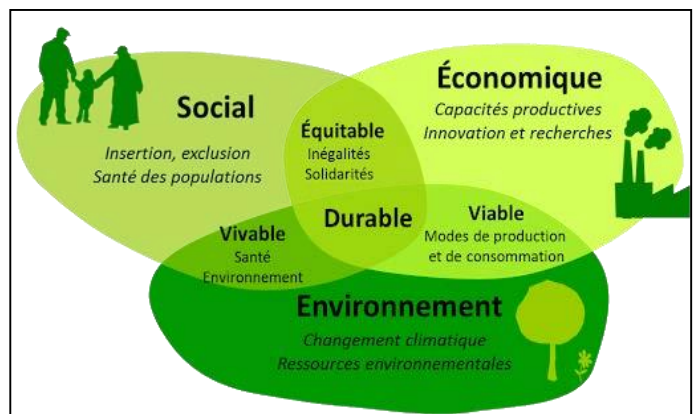 Social
Insertion, exclusion
Santé des populations
Économique
Capacités productives
Innovation et recherches
Équitable
Inégalités
Solidarités
Durable
Vivable
Santé
Environnement
Viable
Modes de production
et de consommation
Environnement
Changement climatique
Ressources environnementales